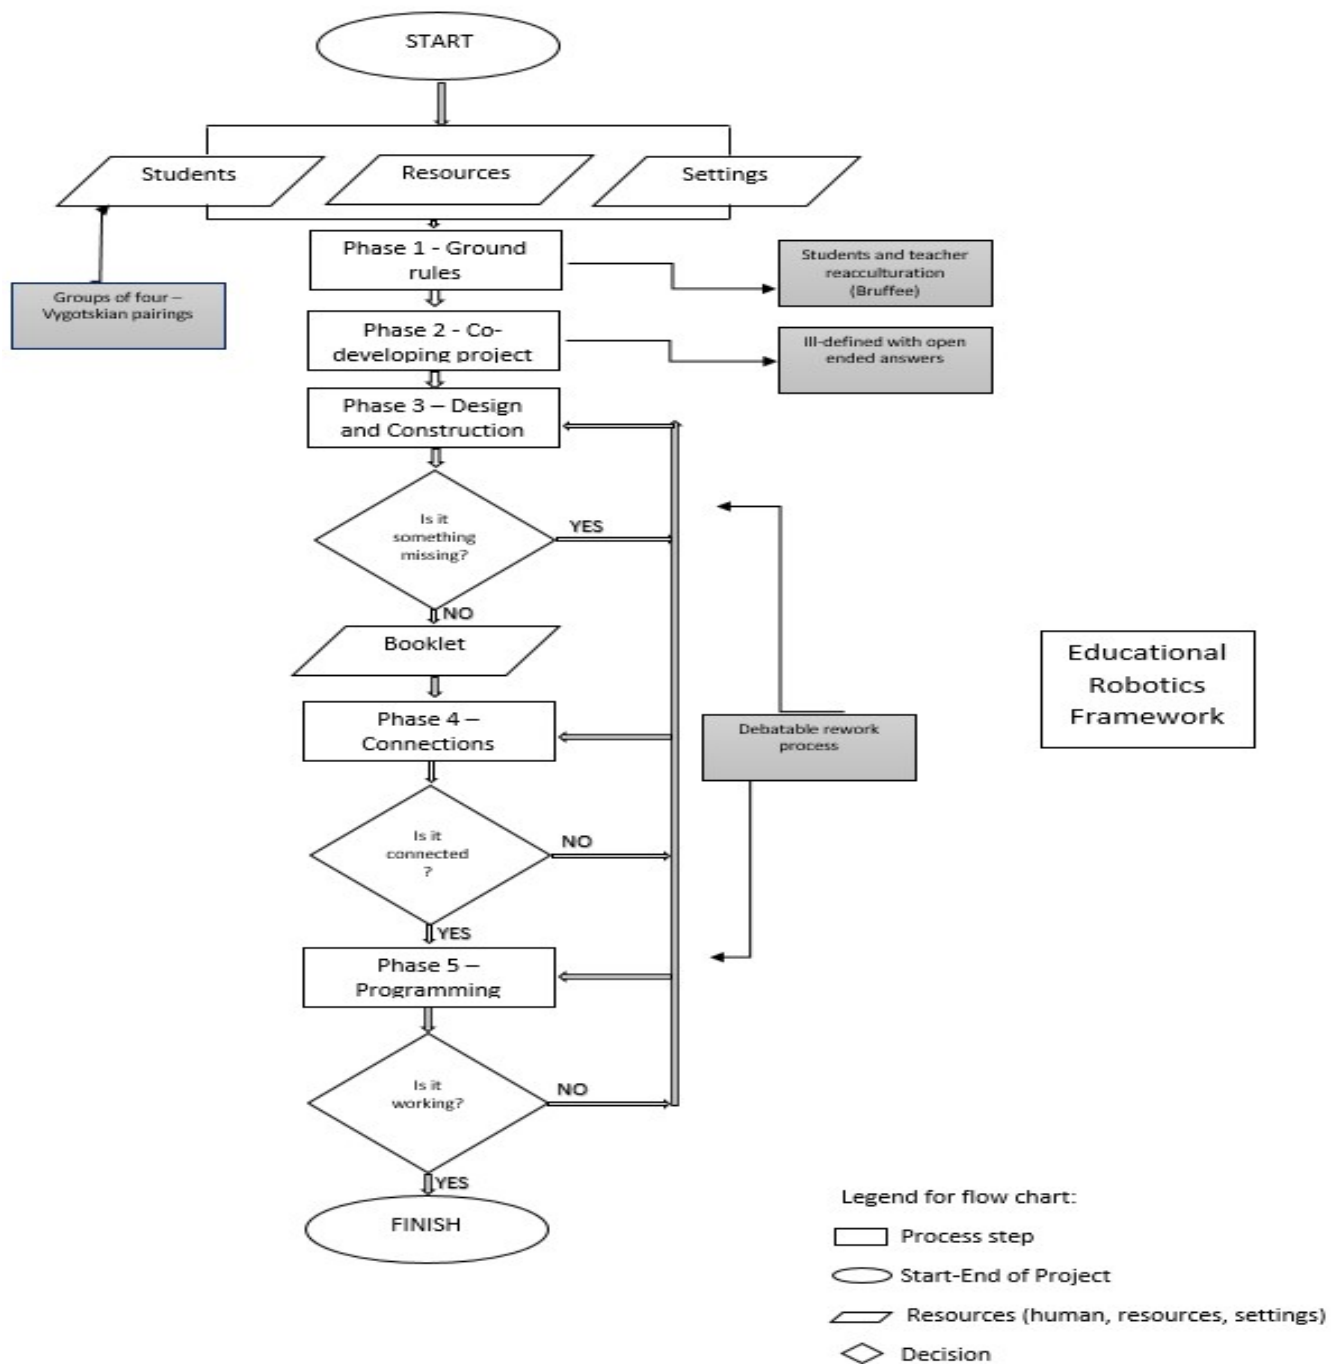 START
Students
Resources
Settings
Phase 1 - Ground
rules
Students and teacher
reacculturation
(Bruffee)
Groups of four –
Vygotskian pairings
Phase 2 - Co-
developing project
Ill-defined with open
ended answers
Phase 3 – Design
and Construction
Is it
something
missing?
YES
NO
Booklet
Educational
Robotics
Framework
Phase 4 –
Connections
Debatable rework
process
Is it
connected
?
NO
YES
Phase 5 –
Programming
Is it
working?
NO
YES
FINISH
Legend for flow chart:
Process step
Start-End of Project
Resources (human, resources, settings)
Decision